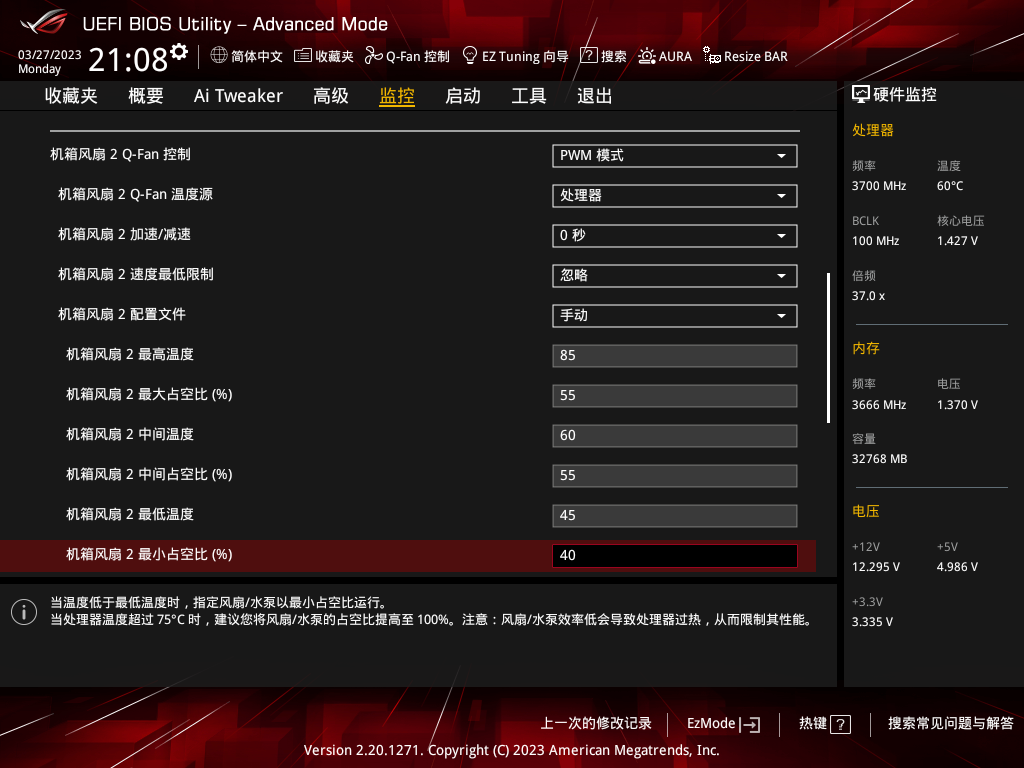 UEFI BIOS Utility – Advanced Mode
03/27/2023
Monday
21:08
简体中文 收藏夹 Q-Fan 控制 EZ Tuning 向导 ? 搜索 AURA Resize BAR
收藏夹 概要 Ai Tweaker 高级 监控 启动 工具 退出
机箱风扇 2 Q-Fan 控制 PWM 模式
机箱风扇 2 Q-Fan 温度源 处理器
机箱风扇 2 加速/减速 0 秒
机箱风扇 2 速度最低限制 忽略
机箱风扇 2 配置文件 手动
机箱风扇 2 最高温度 85
机箱风扇 2 最大占空比 (%) 55
机箱风扇 2 中间温度 60
机箱风扇 2 中间占空比 (%) 55
机箱风扇 2 最低温度 45
机箱风扇 2 最小占空比 (%) 40
当温度低于最低温度时，指定风扇/水泵以最小占空比运行。
当处理器温度超过 75°C 时，建议您将风扇/水泵的占空比提高至 100%。注意：风扇/水泵效率低会导致处理器过热，从而限制其性能。
硬件监控
处理器
频率 温度
3700 MHz 60°C
BCLK 核心电压
100 MHz 1.427 V
倍频
37.0 x
内存
频率 电压
3666 MHz 1.370 V
容量
32768 MB
电压
+12V +5V
12.295 V 4.986 V
+3.3V
3.335 V
上一次的修改记录 EzMode 热键 ? 搜索常见问题与解答
Version 2.20.1271. Copyright (C) 2023 American Megatrends, Inc.